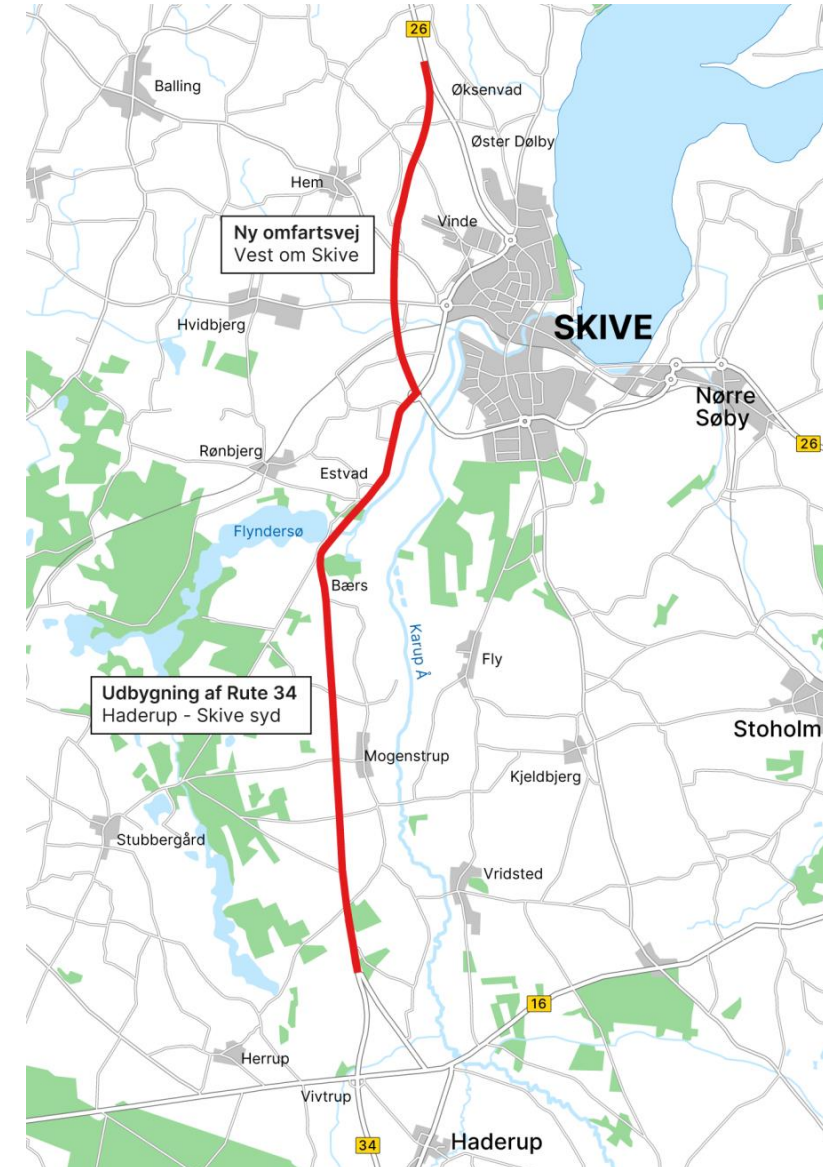 26
Balling
Øksenvad
Øster Dølby
Hem
Vinde
Ny omfartsvej
Vest om Skive
Hvidbjerg
SKIVE
Nørre
Søby
26
Rønbjerg
Estvad
Flyndersø
Bærs
Karup Å
Fly
Udbygning af Rute 34
Haderup - Skive syd
Stoholm
Mogenstrup
Kjeldbjerg
Stubbergård
Vridsted
16
Herrup
Vivtrup
34
Haderup